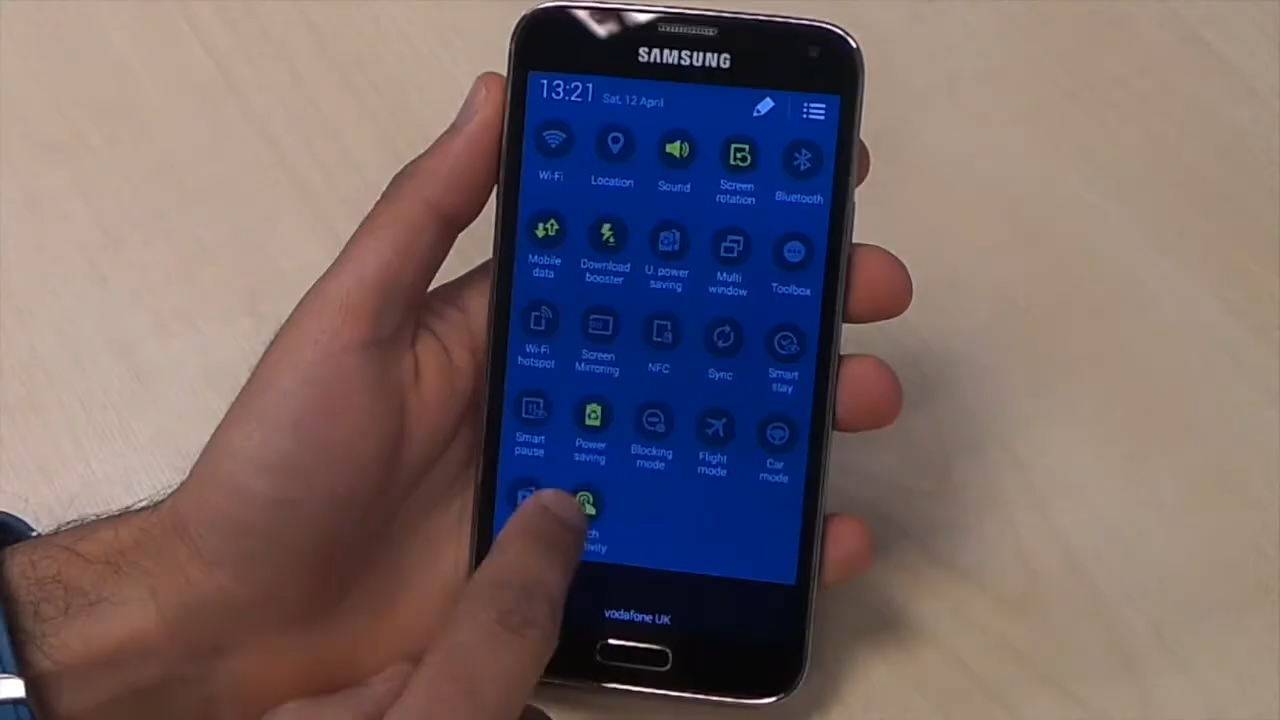 SAMSUNG
13:21 Sat, 12 April
Wi-Fi Location Sound Screen rotation Bluetooth
Mobile data Download booster U. power saving Multi window Toolbox
Wi-Fi hotspot Screen Mirroring NFC Sync Smart stay
Smart pause Power saving Blocking mode Flight mode Car mode
vodafone UK